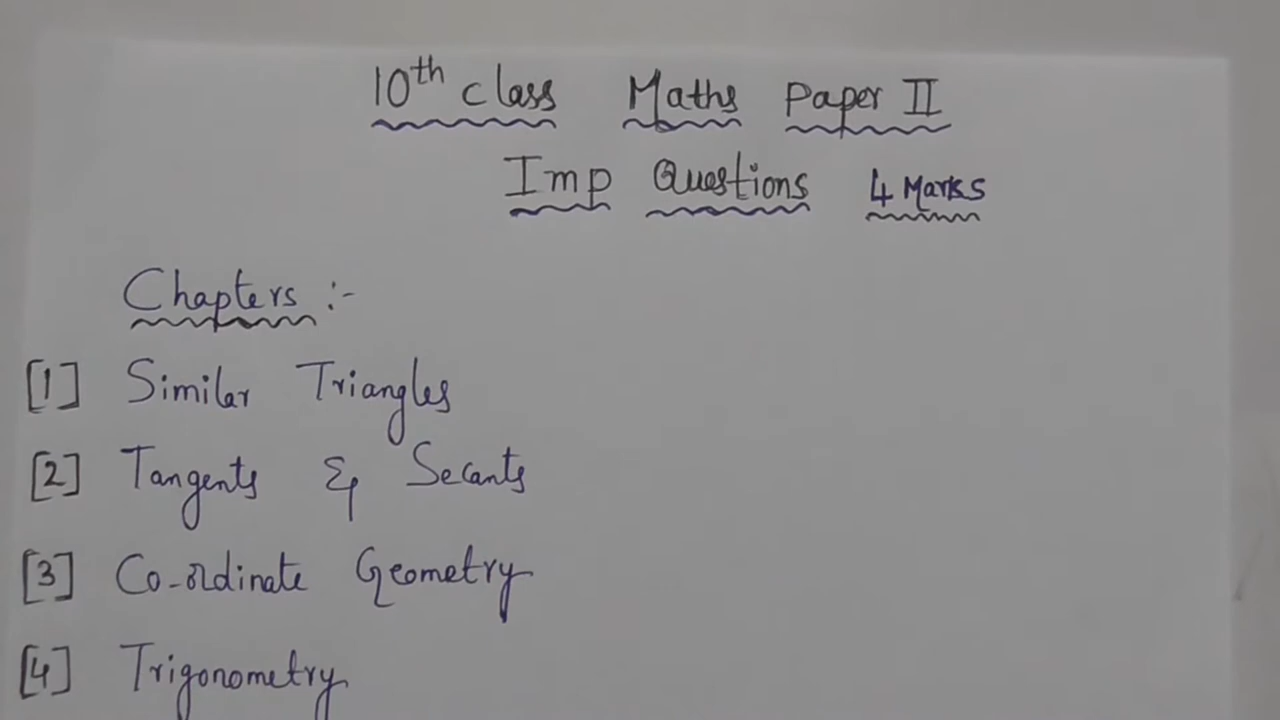 10th class Maths Paper II
Imp Questions 4 Marks
Chapters :-
[1] Similar Triangles
[2] Tangents & Secants
[3] Co-ordinate Geometry
[4] Trigonometry